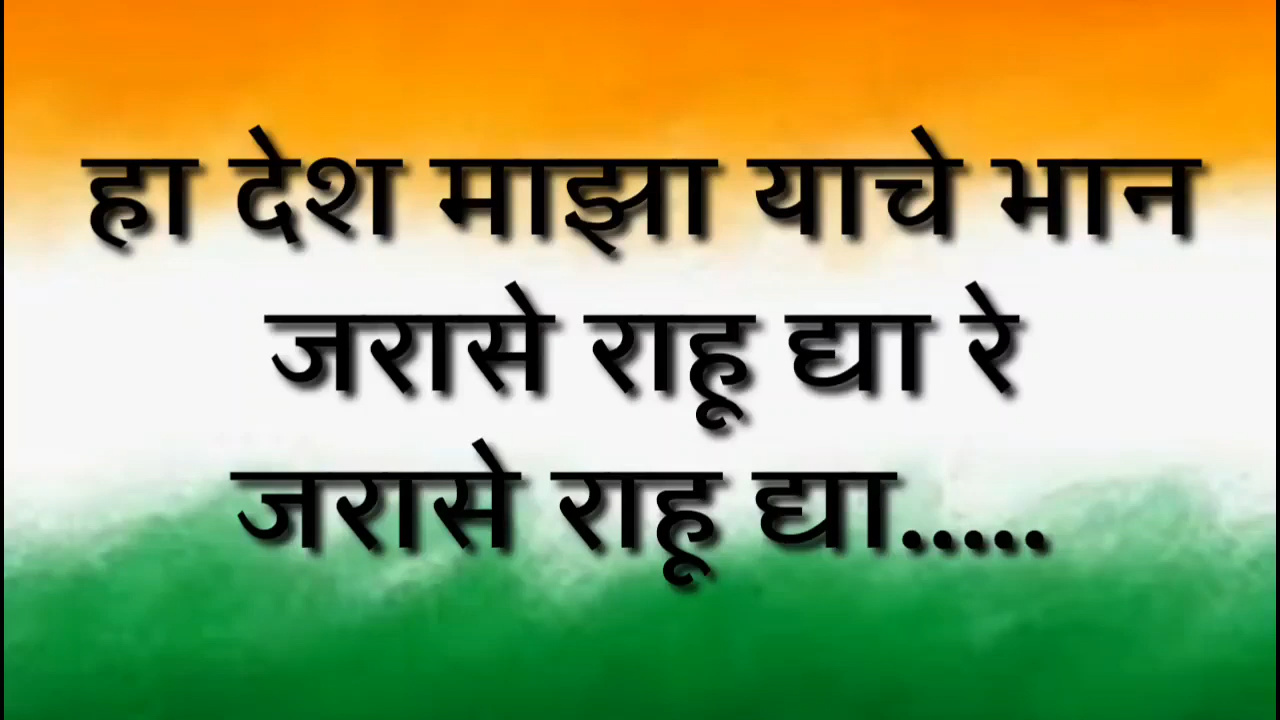 हा देश माझा याचे भान
जरासे राहू द्या रे
जरासे राहू द्या.....